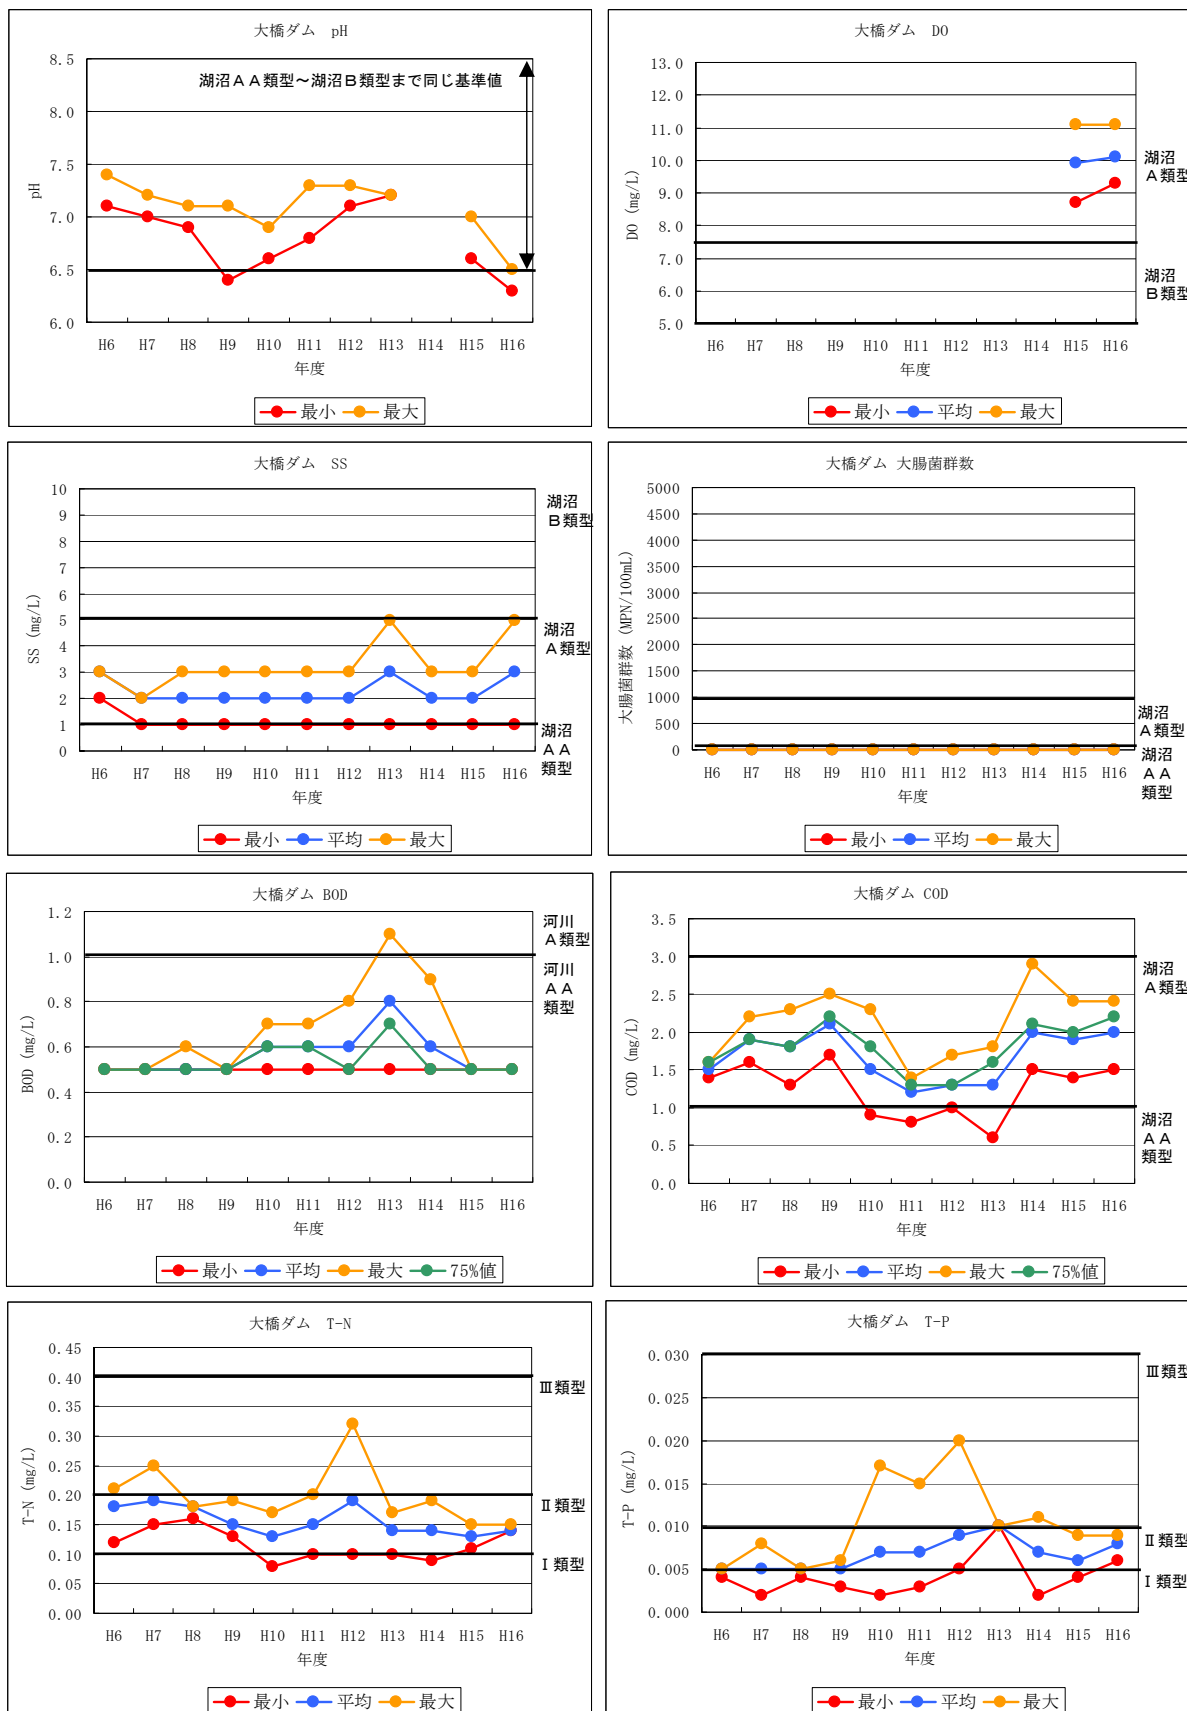 大橋ダム　pH
8.5
8.0
7.5
7.0
6.5
6.0
pH
湖沼ＡＡ類型～湖沼Ｂ類型まで同じ基準値
H6 H7 H8 H9 H10 H11 H12 H13 H14 H15 H16
年度
最小 最大
大橋ダム　DO
13.0
12.0
11.0
10.0
9.0
8.0
7.0
6.0
5.0
DO (mg/L)
湖沼
Ａ類型
湖沼
Ｂ類型
H6 H7 H8 H9 H10 H11 H12 H13 H14 H15 H16
年度
最小 平均 最大
大橋ダム　SS
10
9
8
7
6
5
4
3
2
1
0
SS (mg/L)
湖沼
Ｂ類型
湖沼
Ａ類型
湖沼
ＡＡ
類型
H6 H7 H8 H9 H10 H11 H12 H13 H14 H15 H16
年度
最小 平均 最大
大橋ダム 大腸菌群数
5000
4500
4000
3500
3000
2500
2000
1500
1000
500
0
大腸菌群数 (MPN/100mL)
湖沼
Ａ類型
湖沼
ＡＡ
類型
H6 H7 H8 H9 H10 H11 H12 H13 H14 H15 H16
年度
最小 平均 最大
大橋ダム BOD
1.2
1.0
0.8
0.6
0.4
0.2
0.0
BOD (mg/L)
河川
Ａ類型
河川
ＡＡ
類型
H6 H7 H8 H9 H10 H11 H12 H13 H14 H15 H16
年度
最小 平均 最大 75%値
大橋ダム COD
3.5
3.0
2.5
2.0
1.5
1.0
0.5
0.0
COD (mg/L)
湖沼
Ａ類型
湖沼
ＡＡ
類型
H6 H7 H8 H9 H10 H11 H12 H13 H14 H15 H16
年度
最小 平均 最大 75%値
大橋ダム　T-N
0.45
0.40
0.35
0.30
0.25
0.20
0.15
0.10
0.05
0.00
T-N (mg/L)
Ⅲ類型
Ⅱ類型
Ⅰ類型
H6 H7 H8 H9 H10 H11 H12 H13 H14 H15 H16
年度
最小 平均 最大
大橋ダム　T-P
0.030
0.025
0.020
0.015
0.010
0.005
0.000
T-P (mg/L)
Ⅲ類型
Ⅱ類型
Ⅰ類型
H6 H7 H8 H9 H10 H11 H12 H13 H14 H15 H16
年度
最小 平均 最大